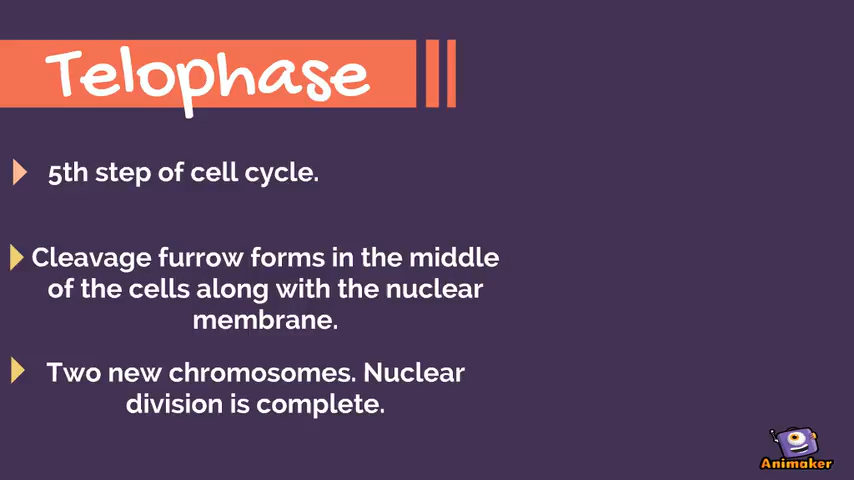 Telophase
5th step of cell cycle.
Cleavage furrow forms in the middle
of the cells along with the nuclear
membrane.
Two new chromosomes. Nuclear
division is complete.
Animaker